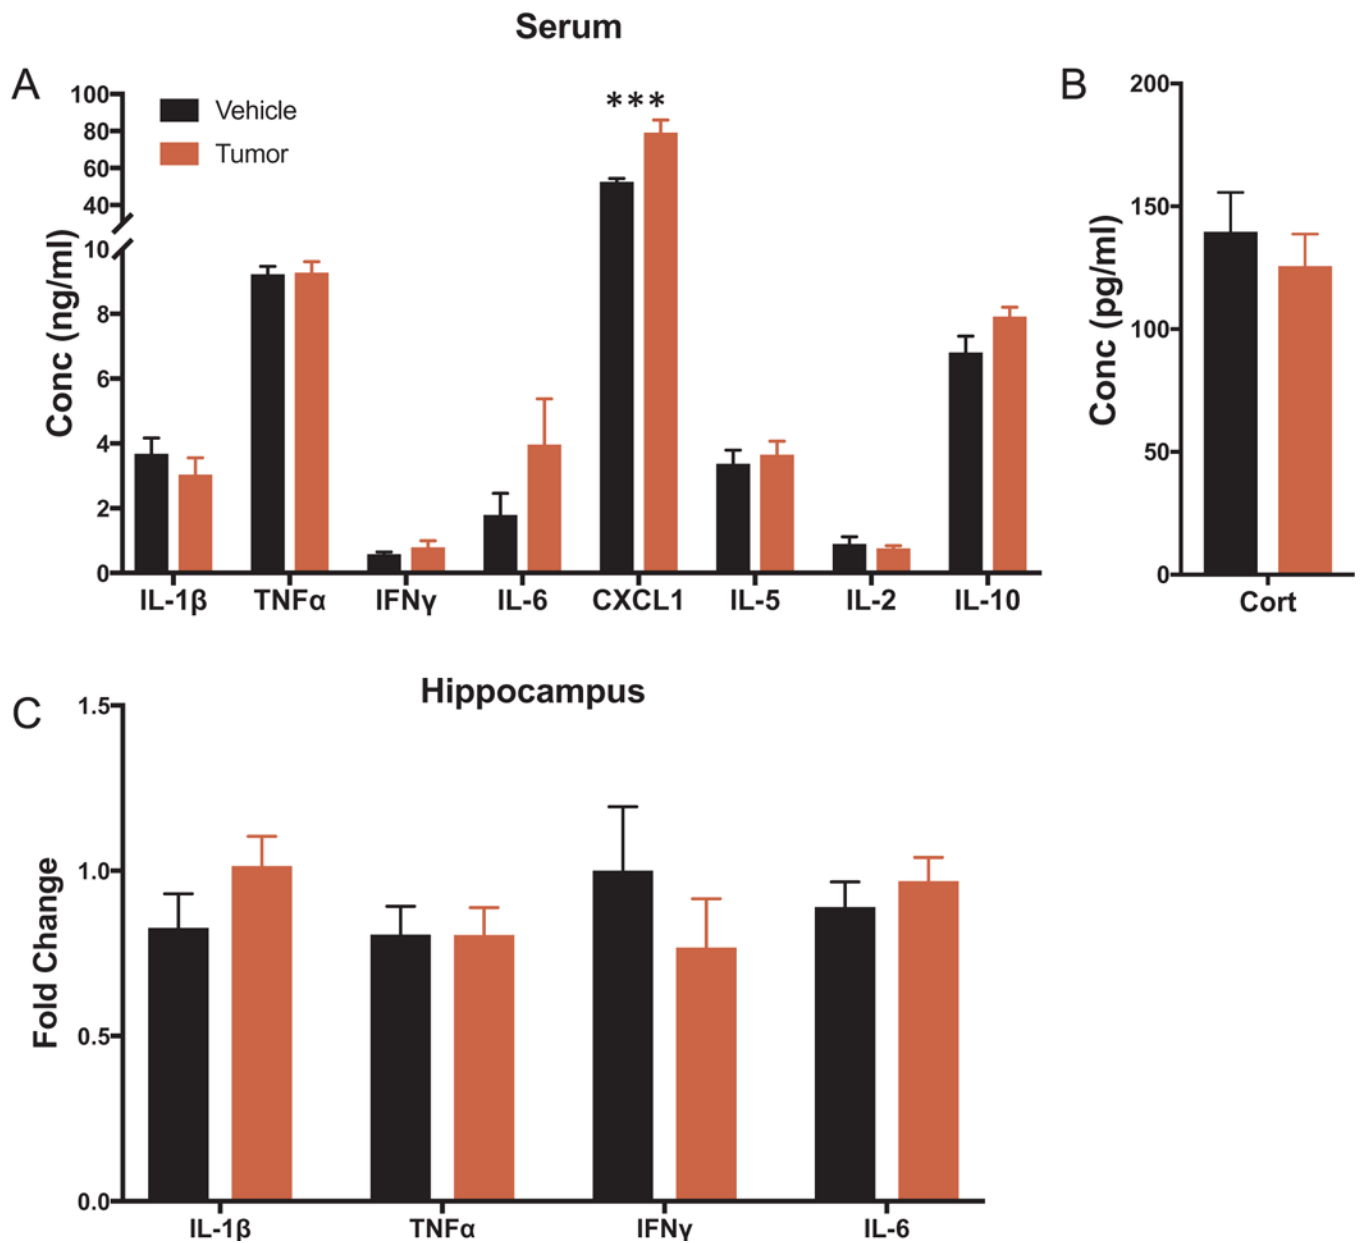 Serum
A
100
80
60
40
10
8
6
4
2
0
Conc (ng/ml)
Vehicle
Tumor
***
IL-1β TNFα IFNγ IL-6 CXCL1 IL-5 IL-2 IL-10
B
200
150
100
50
0
Conc (pg/ml)
Cort
Hippocampus
C
1.5
1.0
0.5
0.0
Fold Change
IL-1β TNFα IFNγ IL-6